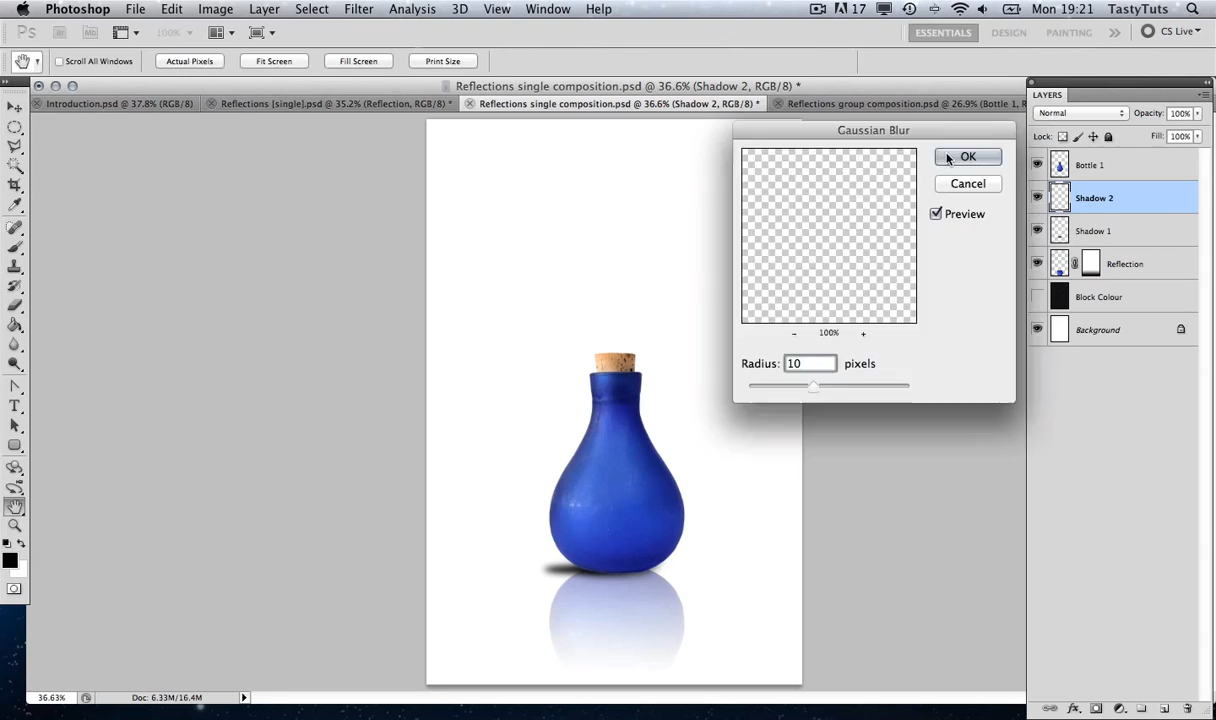 Photoshop File Edit Image Layer Select Filter Analysis 3D View Window Help 17 Mon 19:21 TastyTuts
Ps Br Mb 100% ESSENTIALS DESIGN PAINTING CS Live
Scroll All Windows Actual Pixels Fit Screen Fill Screen Print Size
Reflections single composition.psd @ 36.6% (Shadow 2, RGB/8) *
Introduction.psd @ 37.8% (RGB/8) Reflections [single].psd @ 35.2% (Reflection, RGB/8) * Reflections single composition.psd @ 36.6% (Shadow 2, RGB/8) * Reflections group composition.psd @ 26.9% (Bottle 1, R
LAYERS
Normal Opacity: 100%
Lock: Fill: 100%
Bottle 1
Shadow 2
Shadow 1
Reflection
Block Colour
Background
Gaussian Blur
OK
Cancel
Preview
- 100% +
Radius: 10 pixels
T
36.63% Doc: 6.33M/16.4M
fx